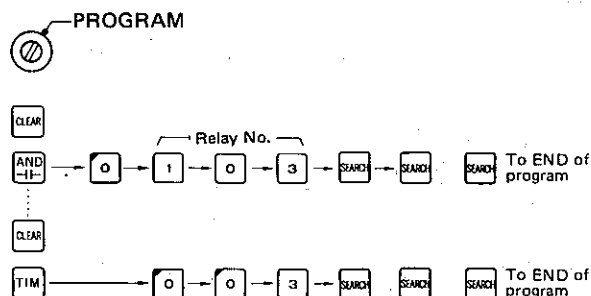 PROGRAM
CLEAR
Relay No.
AND 0 1 0 3 SEARCH SEARCH SEARCH To END of
program
CLEAR
TIM 0 0 3 SEARCH SEARCH SEARCH To END of
program